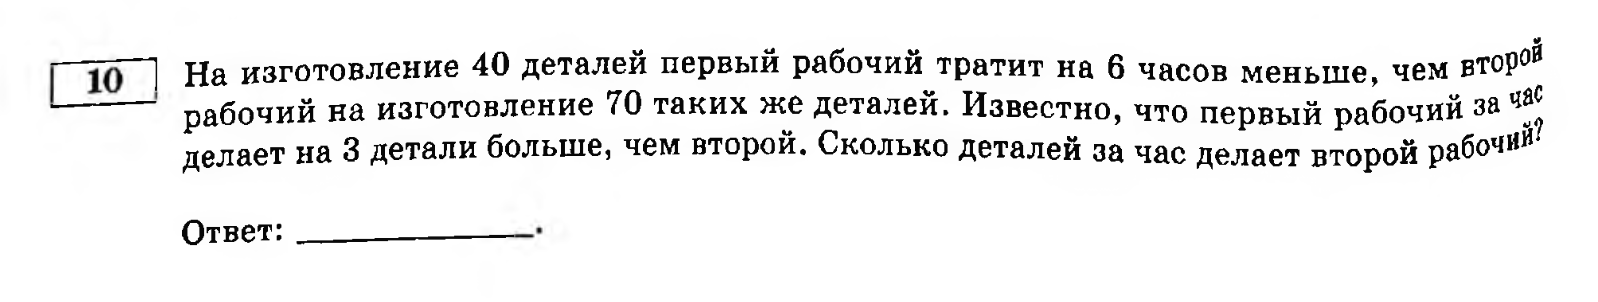 10
На изготовление 40 деталей первый рабочий тратит на 6 часов меньше, чем второй
рабочий на изготовление 70 таких же деталей. Известно, что первый рабочий за час
делает на 3 детали больше, чем второй. Сколько деталей за час делает второй рабочий?
Ответ: ______________.